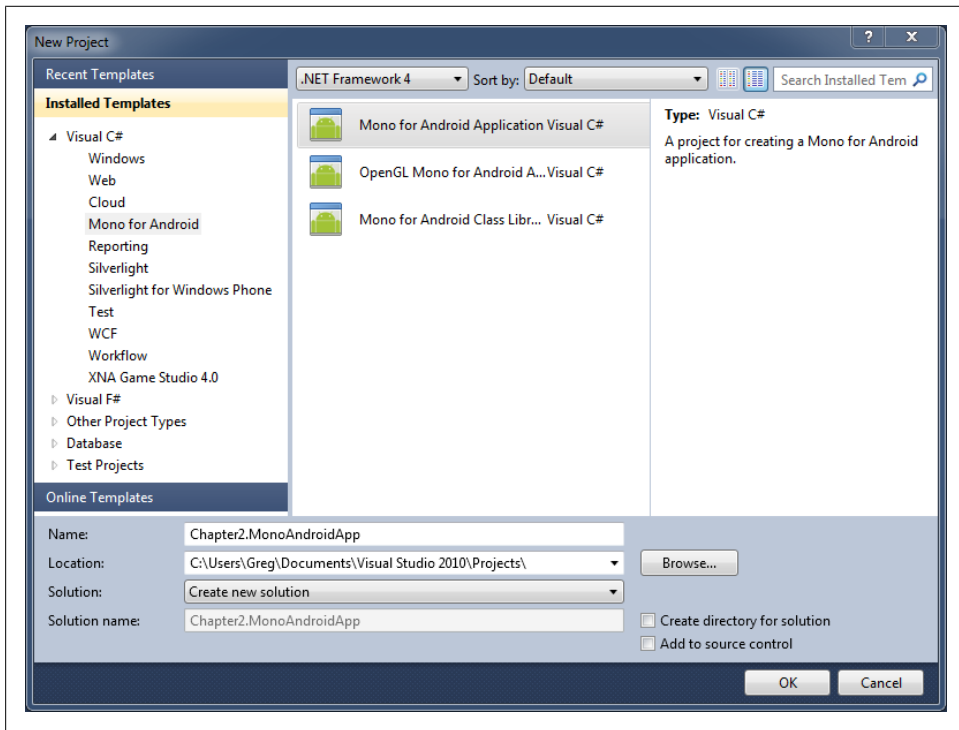 New Project
? X
Recent Templates
.NET Framework 4 Sort by: Default Search Installed Tem
Installed Templates
Visual C#
Windows
Web
Cloud
Mono for Android
Reporting
Silverlight
Silverlight for Windows Phone
Test
WCF
Workflow
XNA Game Studio 4.0
Visual F#
Other Project Types
Database
Test Projects
Online Templates
Mono for Android Application Visual C#
OpenGL Mono for Android A... Visual C#
Mono for Android Class Libr... Visual C#
Type: Visual C#
A project for creating a Mono for Android
application.
Name: Chapter2.MonoAndroidApp
Location: C:\Users\Greg\Documents\Visual Studio 2010\Projects\ Browse...
Solution: Create new solution
Solution name: Chapter2.MonoAndroidApp Create directory for solution
Add to source control
OK Cancel